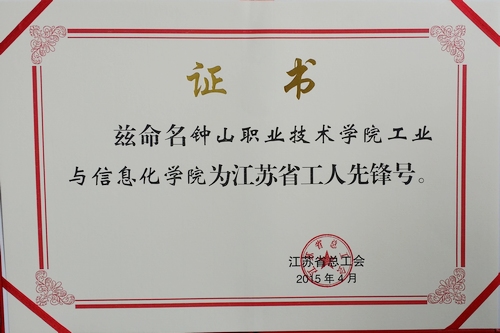 证书
兹命名钟山职业技术学院工业
与信息化学院为江苏省工人先锋号。
江苏省总工会
2015年4月